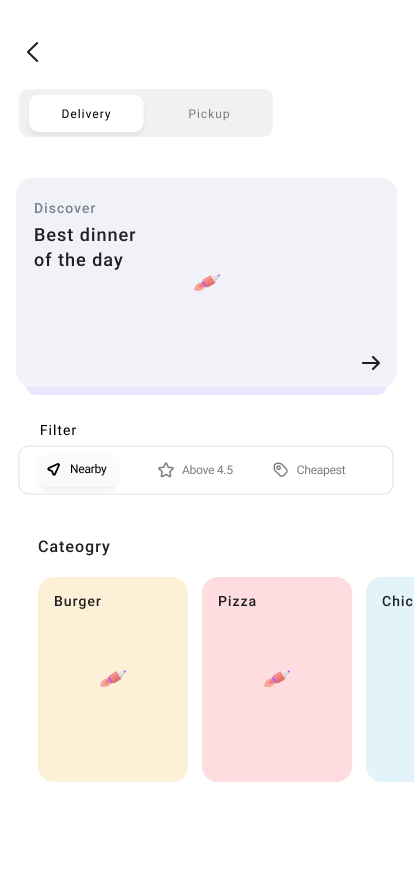 Delivery
Pickup
Discover
Best dinner
of the day
Filter
Nearby
Above 4.5
Cheapest
Cateogry
Burger
Pizza
Chic